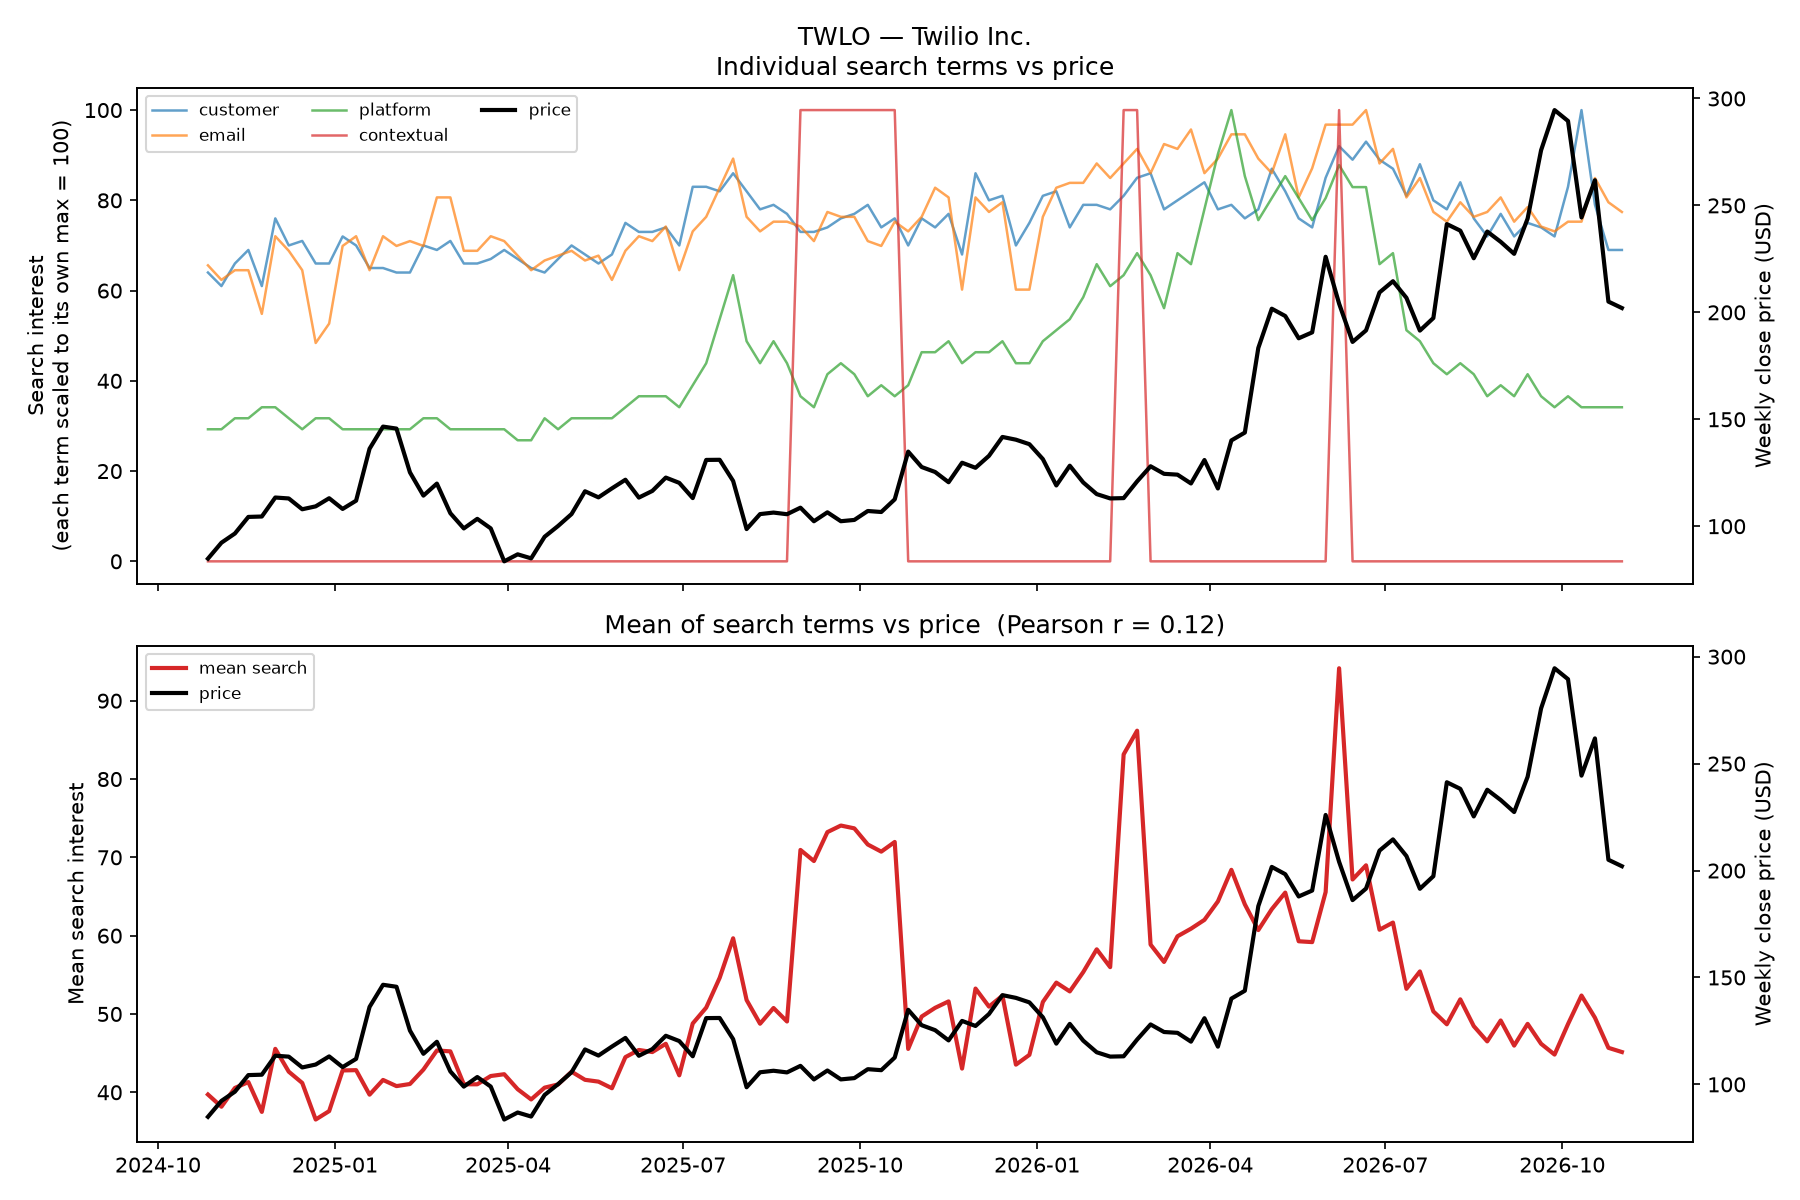 TWLO — Twilio Inc.
Individual search terms vs price
customer
email
platform
contextual
price
Search interest
(each term scaled to its own max = 100)
100
80
60
40
20
0
300
250
200
150
100
Weekly close price (USD)
Mean of search terms vs price (Pearson r = 0.12)
mean search
price
Mean search interest
90
80
70
60
50
40
300
250
200
150
100
Weekly close price (USD)
2024-10
2025-01
2025-04
2025-07
2025-10
2026-01
2026-04
2026-07
2026-10